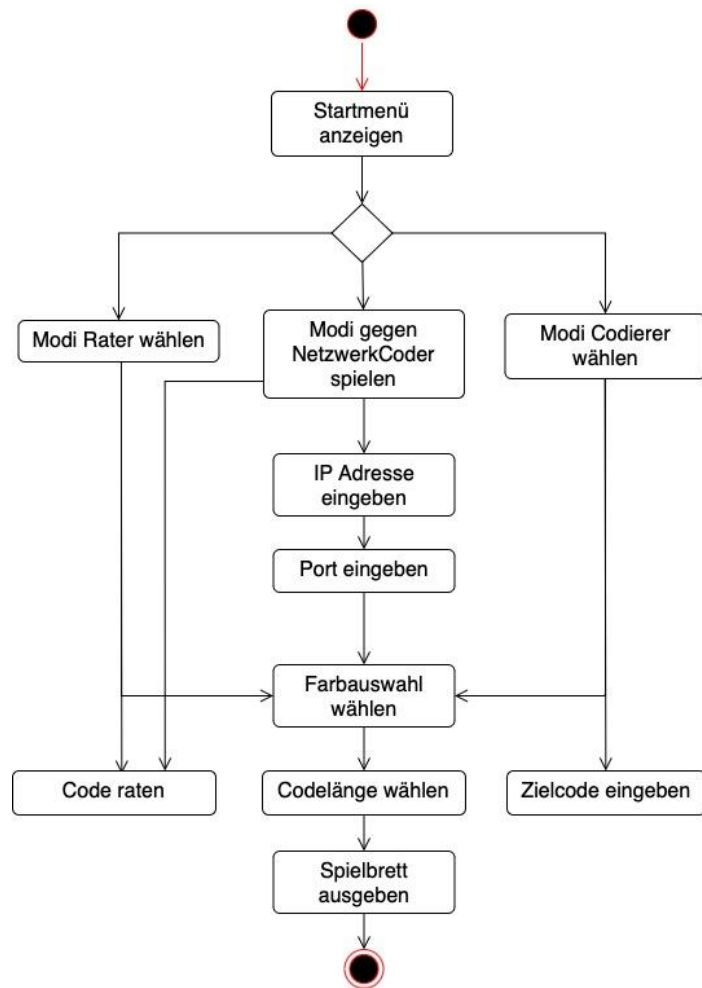 Startmenü
anzeigen
Modi Rater wählen
Modi gegen
NetzwerkCoder
spielen
Modi Codierer
wählen
IP Adresse
eingeben
Port eingeben
Farbauswahl
wählen
Code raten
Codelänge wählen
Zielcode eingeben
Spielbrett
ausgeben